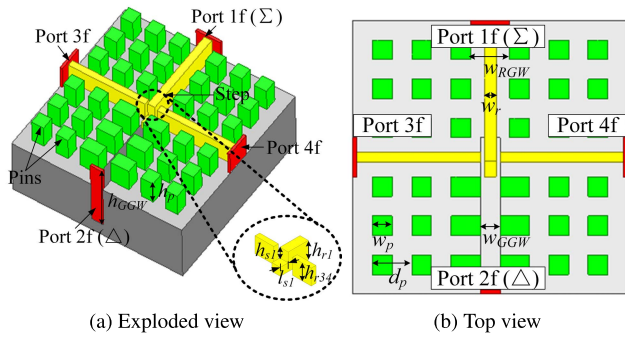 Port 1f (Σ)
Port 3f
Step
Port 4f
Pins
h_p
h_GGW
Port 2f (△)
h_s1
h_r1
l_s1
h_r34
(a) Exploded view
Port 1f (Σ)
w_RGW
w_r
Port 3f
Port 4f
w_p
w_GGW
d_p
Port 2f (△)
(b) Top view